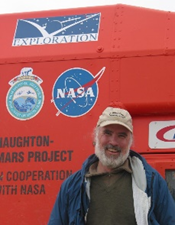 EXPLORATION
NASA
HAUGHTON-
MARS PROJECT
COOPERATION
WITH NASA